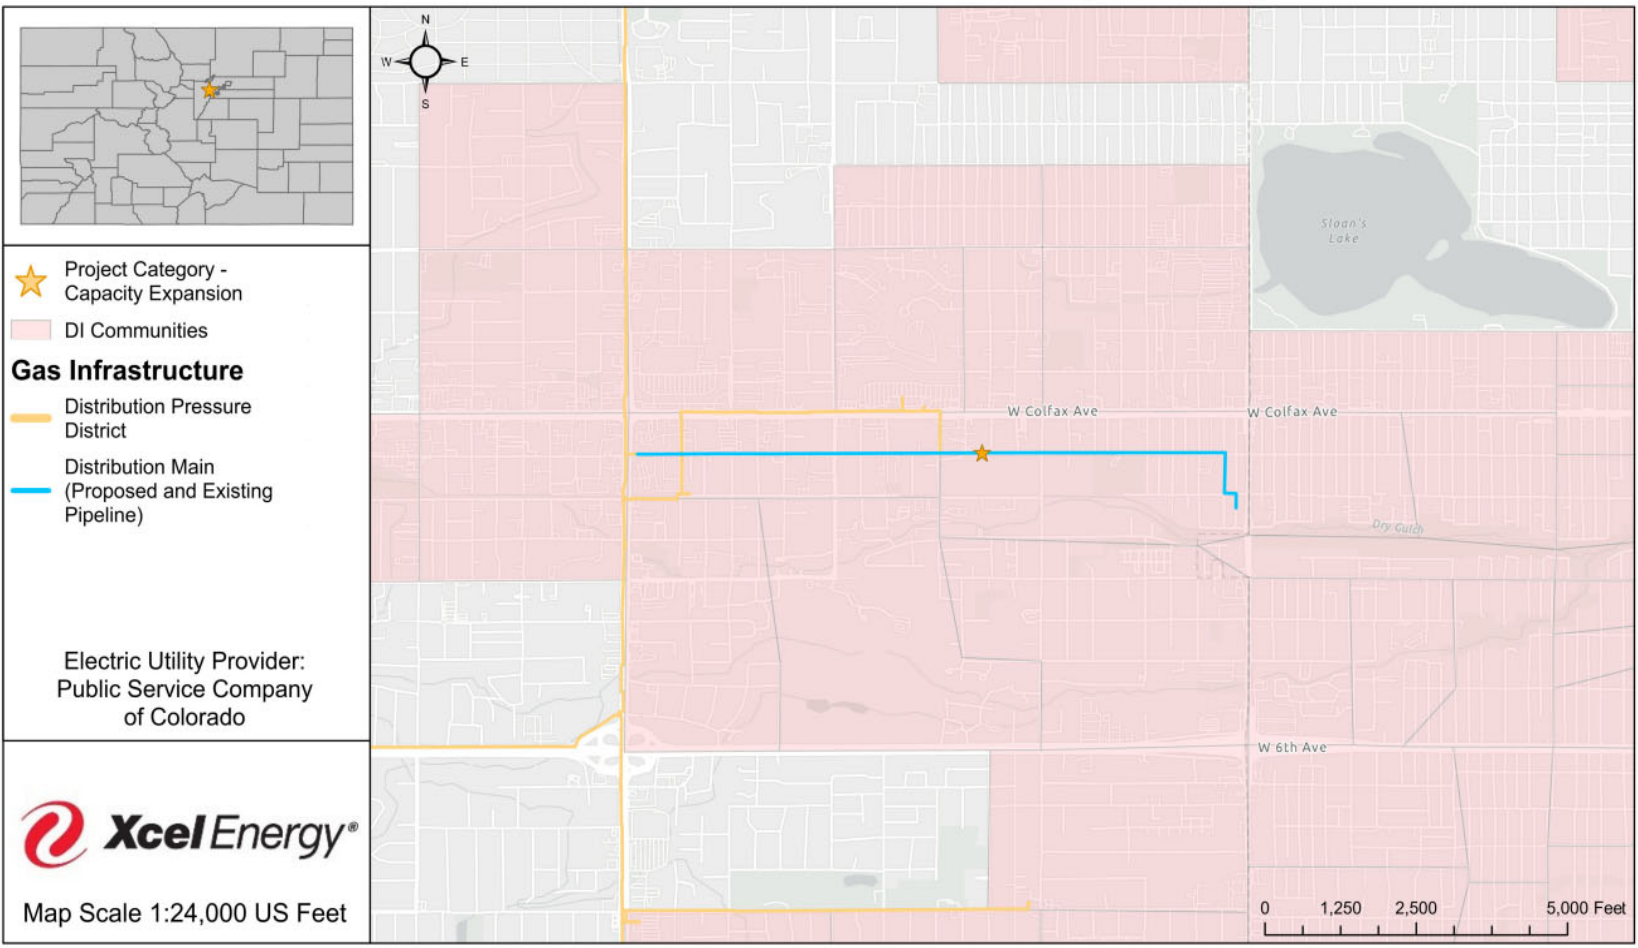 N
W E
S
Project Category -
Capacity Expansion
DI Communities
Gas Infrastructure
Distribution Pressure
District
Distribution Main
(Proposed and Existing
Pipeline)
Electric Utility Provider:
Public Service Company
of Colorado
Xcel Energy®
Map Scale 1:24,000 US Feet
Sloan's
Lake
W Colfax Ave
W Colfax Ave
Dry Gulch
W 6th Ave
0 1,250 2,500 5,000 Feet